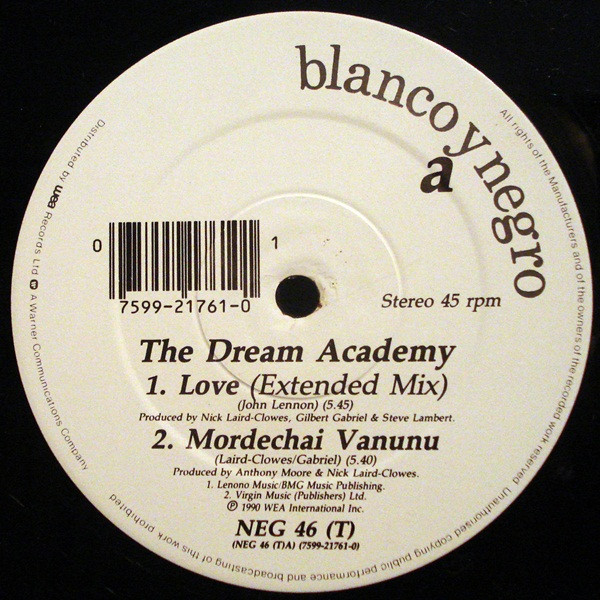 blanco y negro
a
0
1
7599-21761-0
Stereo 45 rpm
The Dream Academy
1. Love (Extended Mix)
(John Lennon) (5.45)
Produced by Nick Laird-Clowes, Gilbert Gabriel & Steve Lambert.
2. Mordechai Vanunu
(Laird-Clowes/Gabriel) (5.40)
Produced by Anthony Moore & Nick Laird-Clowes.
1. Lenono Music/BMG Music Publishing.
2. Virgin Music (Publishers) Ltd.
Ⓟ 1990 WEA International Inc.
NEG 46 (T)
(NEG 46 (T)A) (7599-21761-0)
Distributed by wea Records Ltd. A Warner Communications Company
All rights of the Manufacturers and of the owners of the recorded work reserved. Unauthorised copying public performance and broadcasting of this work prohibited